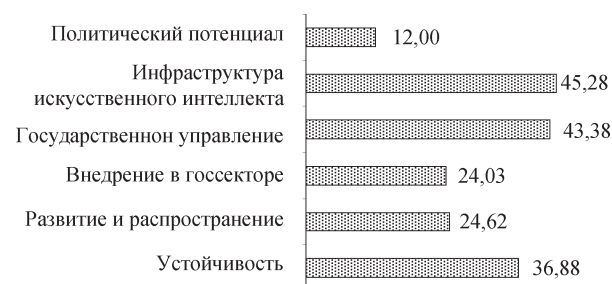 Политический потенциал 12,00
Инфраструктура
искусственного интеллекта 45,28
Государственнон управление 43,38
Внедрение в госсекторе 24,03
Развитие и распространение 24,62
Устойчивость 36,88